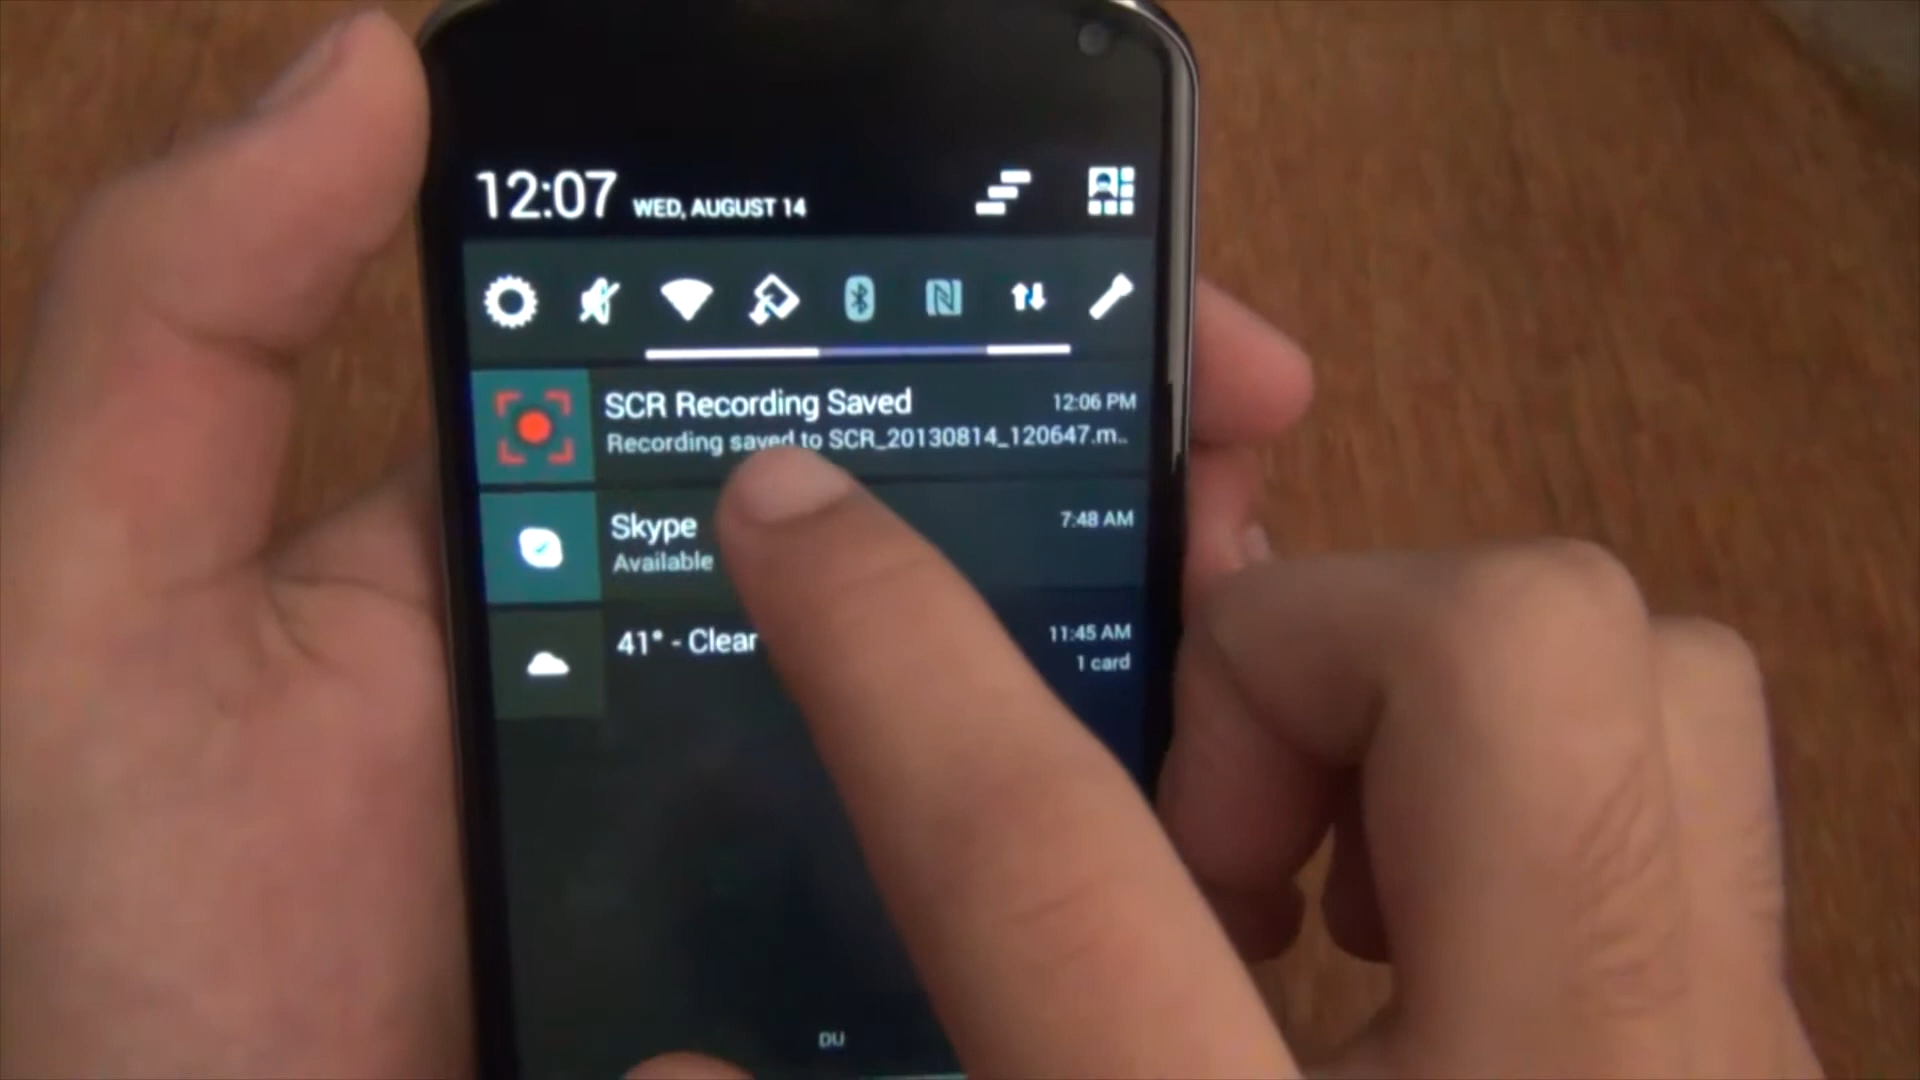 12:07 WED, AUGUST 14
SCR Recording Saved 12:06 PM
Recording saved to SCR_20130814_120647.m..
Skype 7:48 AM
Available
41° - Clear 11:45 AM
1 card
DU